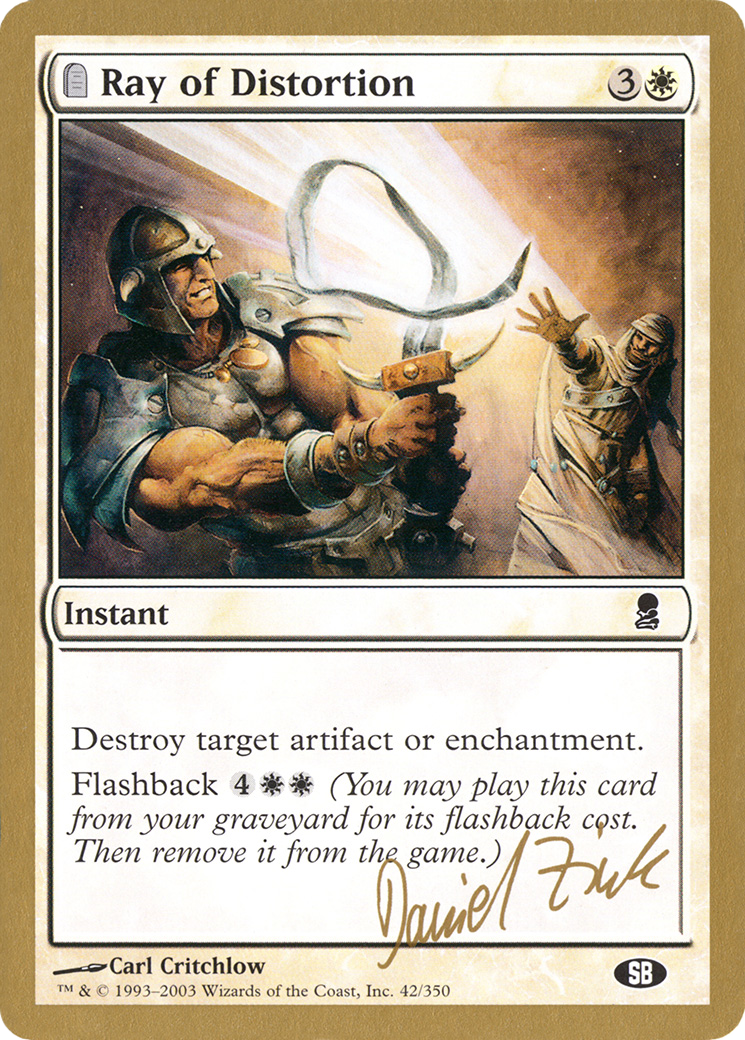 Ray of Distortion 3
Instant
Destroy target artifact or enchantment.
Flashback 4 (You may play this card
from your graveyard for its flashback cost.
Then remove it from the game.)
Daniel Zink
Carl Critchlow
SB
™ & © 1993–2003 Wizards of the Coast, Inc. 42/350